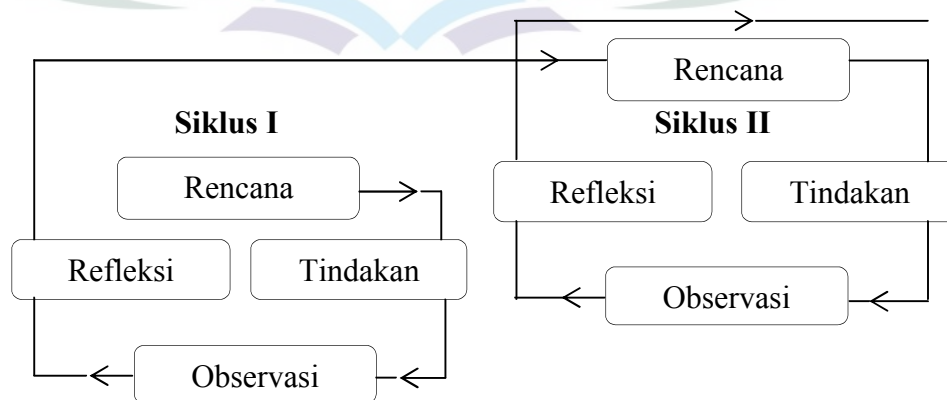 Siklus I
Rencana
Refleksi
Tindakan
Observasi
Rencana
Siklus II
Refleksi
Tindakan
Observasi